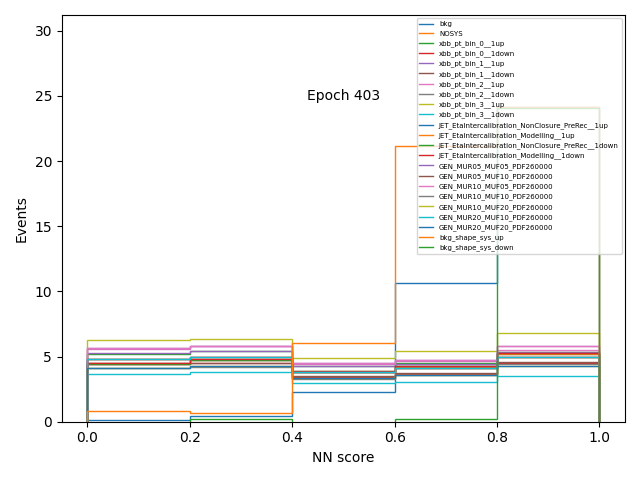 30
25
20
15
10
5
0
Events
Epoch 403
bkg
NOSYS
xbb_pt_bin_0__1up
xbb_pt_bin_0__1down
xbb_pt_bin_1__1up
xbb_pt_bin_1__1down
xbb_pt_bin_2__1up
xbb_pt_bin_2__1down
xbb_pt_bin_3__1up
xbb_pt_bin_3__1down
JET_EtaIntercalibration_NonClosure_PreRec__1up
JET_EtaIntercalibration_Modelling__1up
JET_EtaIntercalibration_NonClosure_PreRec__1down
JET_EtaIntercalibration_Modelling__1down
GEN_MUR05_MUF05_PDF260000
GEN_MUR05_MUF10_PDF260000
GEN_MUR10_MUF05_PDF260000
GEN_MUR10_MUF10_PDF260000
GEN_MUR10_MUF20_PDF260000
GEN_MUR20_MUF10_PDF260000
GEN_MUR20_MUF20_PDF260000
bkg_shape_sys_up
bkg_shape_sys_down
0.0 0.2 0.4 0.6 0.8 1.0
NN score